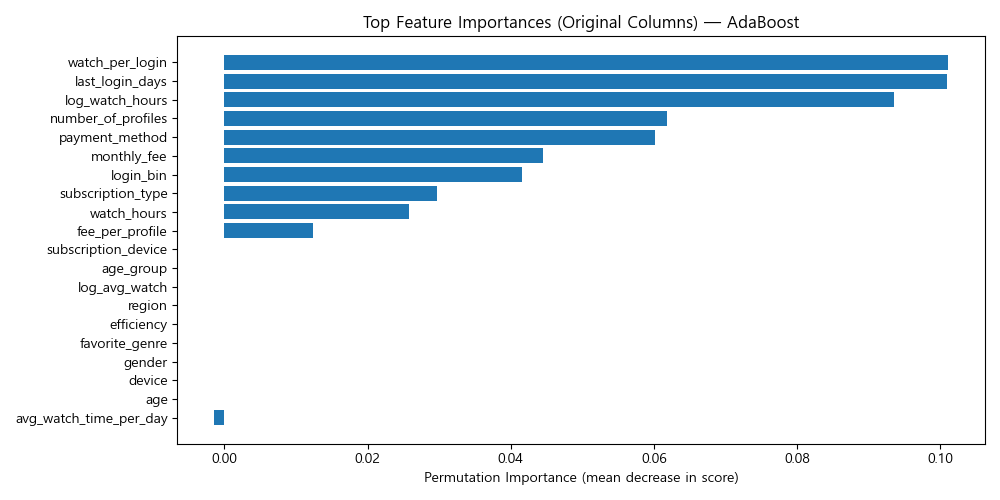 Top Feature Importances (Original Columns) — AdaBoost
watch_per_login
last_login_days
log_watch_hours
number_of_profiles
payment_method
monthly_fee
login_bin
subscription_type
watch_hours
fee_per_profile
subscription_device
age_group
log_avg_watch
region
efficiency
favorite_genre
gender
device
age
avg_watch_time_per_day
0.00 0.02 0.04 0.06 0.08 0.10
Permutation Importance (mean decrease in score)